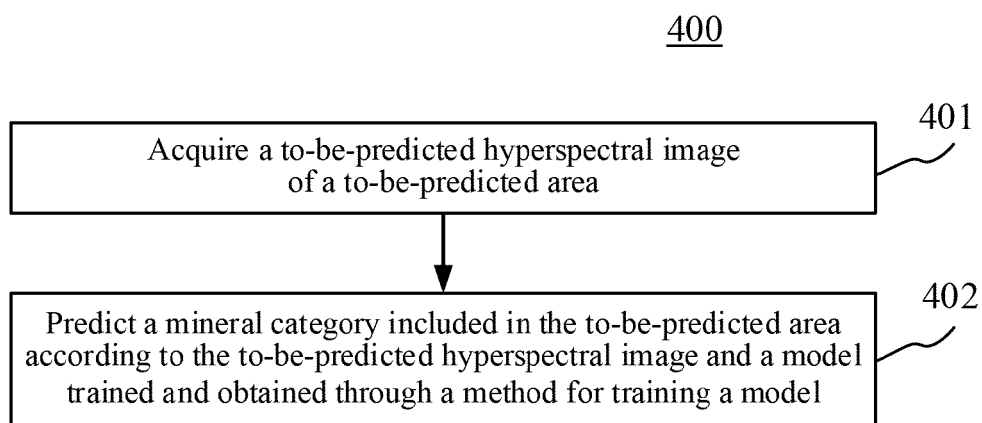 400
401
Acquire a to-be-predicted hyperspectral image
of a to-be-predicted area
402
Predict a mineral category included in the to-be-predicted area
according to the to-be-predicted hyperspectral image and a model
trained and obtained through a method for training a model